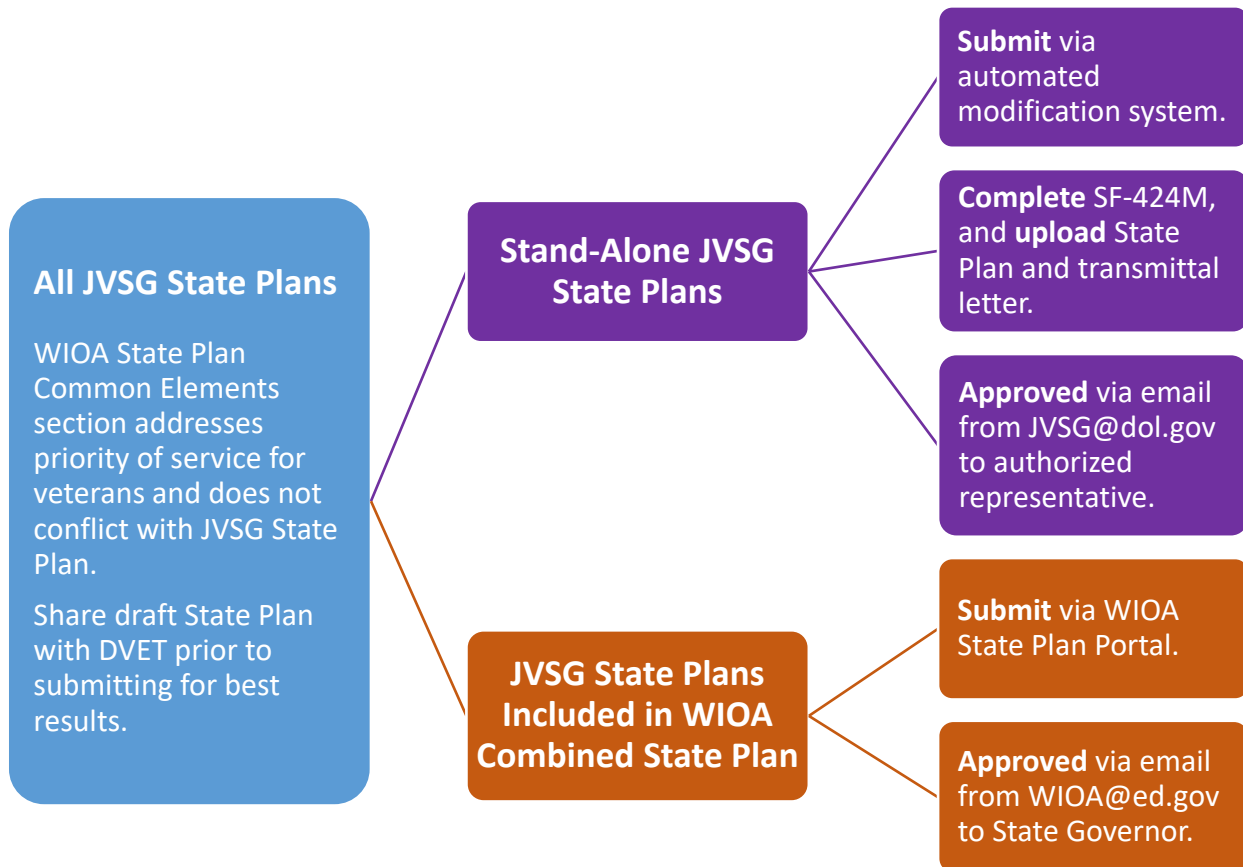 All JVSG State Plans
WIOA State Plan
Common Elements
section addresses
priority of service for
veterans and does not
conflict with JVSG State
Plan.
Share draft State Plan
with DVET prior to
submitting for best
results.
Stand-Alone JVSG
State Plans
Submit via
automated
modification system.
Complete SF-424M,
and upload State
Plan and transmittal
letter.
Approved via email
from JVSG@dol.gov
to authorized
representative.
JVSG State Plans
Included in WIOA
Combined State Plan
Submit via WIOA
State Plan Portal.
Approved via email
from WIOA@ed.gov
to State Governor.